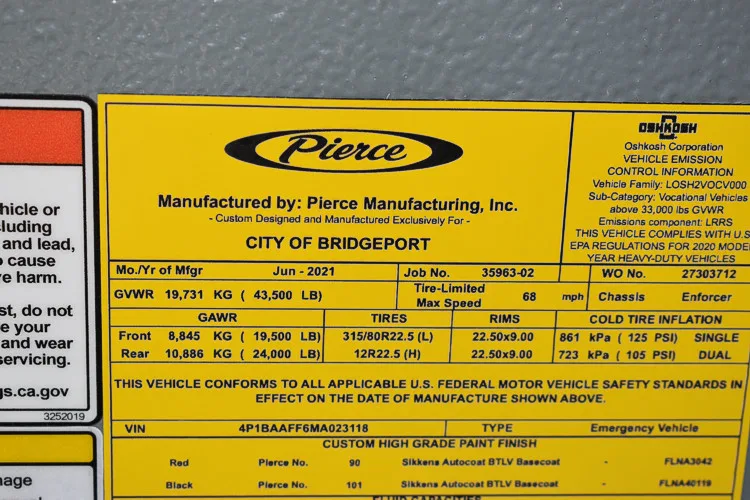 Pierce
Manufactured by: Pierce Manufacturing, Inc.
- Custom Designed and Manufactured Exclusively For -
CITY OF BRIDGEPORT
OSHKOSH
Oshkosh Corporation
VEHICLE EMISSION
CONTROL INFORMATION
Vehicle Family: LOSH2VOCV000
Sub-Category: Vocational Vehicles
above 33,000 lbs GVWR
Emissions component: LRRS
THIS VEHICLE COMPLIES WITH U.S
EPA REGULATIONS FOR 2020 MODEL
YEAR HEAVY-DUTY VEHICLES
Mo./Yr of Mfgr Jun - 2021 Job No. 35963-02 WO No. 27303712
GVWR 19,731 KG ( 43,500 LB) Tire-Limited Max Speed 68 mph Chassis Enforcer
GAWR TIRES RIMS COLD TIRE INFLATION
Front 8,845 KG ( 19,500 LB) 315/80R22.5 (L) 22.50x9.00 861 kPa ( 125 PSI) SINGLE
Rear 10,886 KG ( 24,000 LB) 12R22.5 (H) 22.50x9.00 723 kPa ( 105 PSI) DUAL
THIS VEHICLE CONFORMS TO ALL APPLICABLE U.S. FEDERAL MOTOR VEHICLE SAFETY STANDARDS IN
EFFECT ON THE DATE OF MANUFACTURE SHOWN ABOVE.
VIN 4P1BAAFF6MA023118 TYPE Emergency Vehicle
CUSTOM HIGH GRADE PAINT FINISH
Red Pierce No. 90 Sikkens Autocoat BTLV Basecoat - FLNA3042
Black Pierce No. 101 Sikkens Autocoat BTLV Basecoat - FLNA40119
FLUID CAPACITIES
hicle or
luding
and lead,
o cause
ve harm.
st, do not
e your
and wear
servicing.
gs.ca.gov
3252019
nage